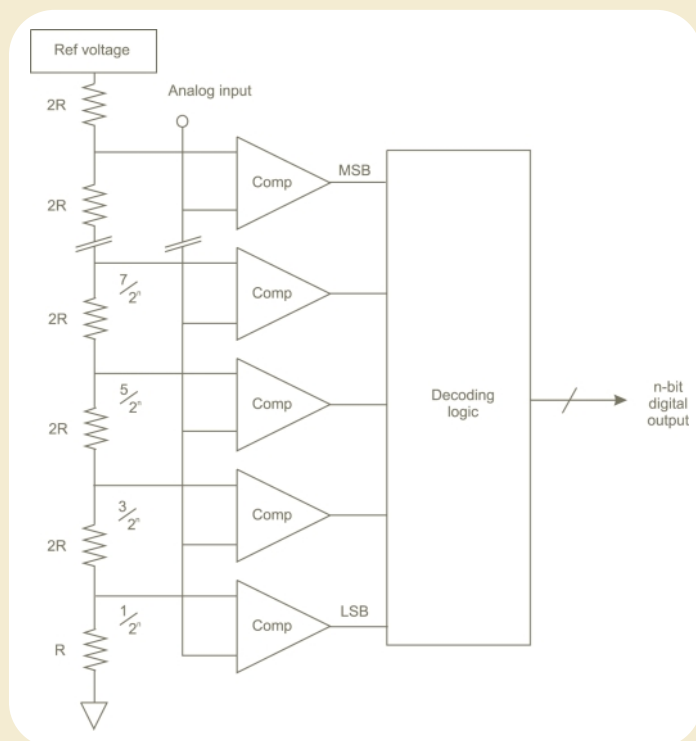 Ref voltage
2R
Analog input
Comp
MSB
2R
Comp
7/2ⁿ
2R
Comp
Decoding
logic
n-bit
digital
output
5/2ⁿ
2R
Comp
3/2ⁿ
2R
Comp
LSB
1/2ⁿ
R